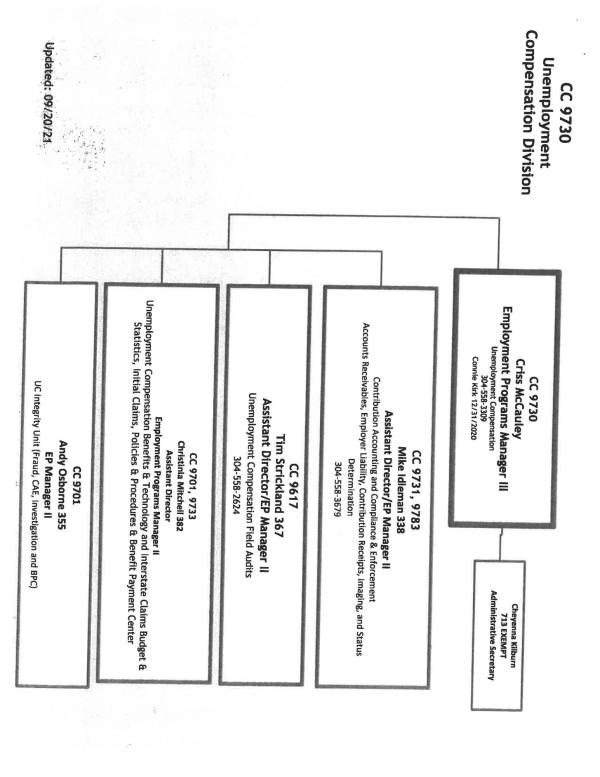 CC 9730
Unemployment
Compensation Division
CC 9730
Criss McCauley
Employment Programs Manager III
Unemployment Compensation
304-558-3309
Connie Kirk 12/31/2020
Cheyenna Kilburn
713 EXEMPT
Administrative Secretary
CC 9731, 9783
Mike Idleman 338
Assistant Director/EP Manager II
Contribution Accounting and Compliance & Enforcement
Accounts Receivables, Employer Liability, Contribution Receipts, Imaging, and Status
Determination
304-558-3679
CC 9617
Tim Strickland 367
Assistant Director/EP Manager II
Unemployment Compensation Field Audits
304-558-2624
CC 9701, 9733
Christinia Mitchell 382
Assistant Director
Employment Programs Manager II
Unemployment Compensation Benefits & Technology and Interstate Claims Budget &
Statistics, Initial Claims, Policies & Procedures & Benefit Payment Center
CC 9701
Andy Osborne 355
EP Manager II
UC Integrity Unit (Fraud, CAE, Investigation and BPC)
Updated: 09/20/21